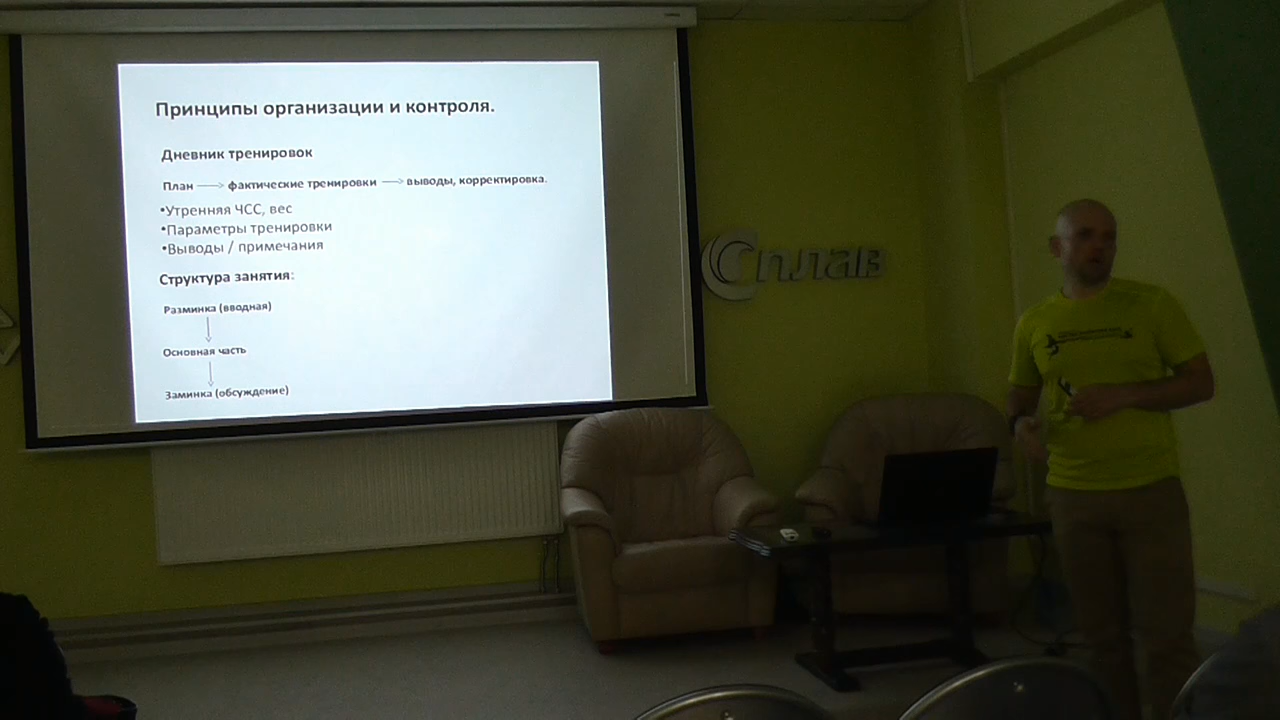 Принципы организации и контроля.
Дневник тренировок
План → фактические тренировки → выводы, корректировка.
•Утренняя ЧСС, вес
•Параметры тренировки
•Выводы / примечания
Структура занятия:
Разминка (вводная)
Основная часть
Заминка (обсуждение)
Сплав